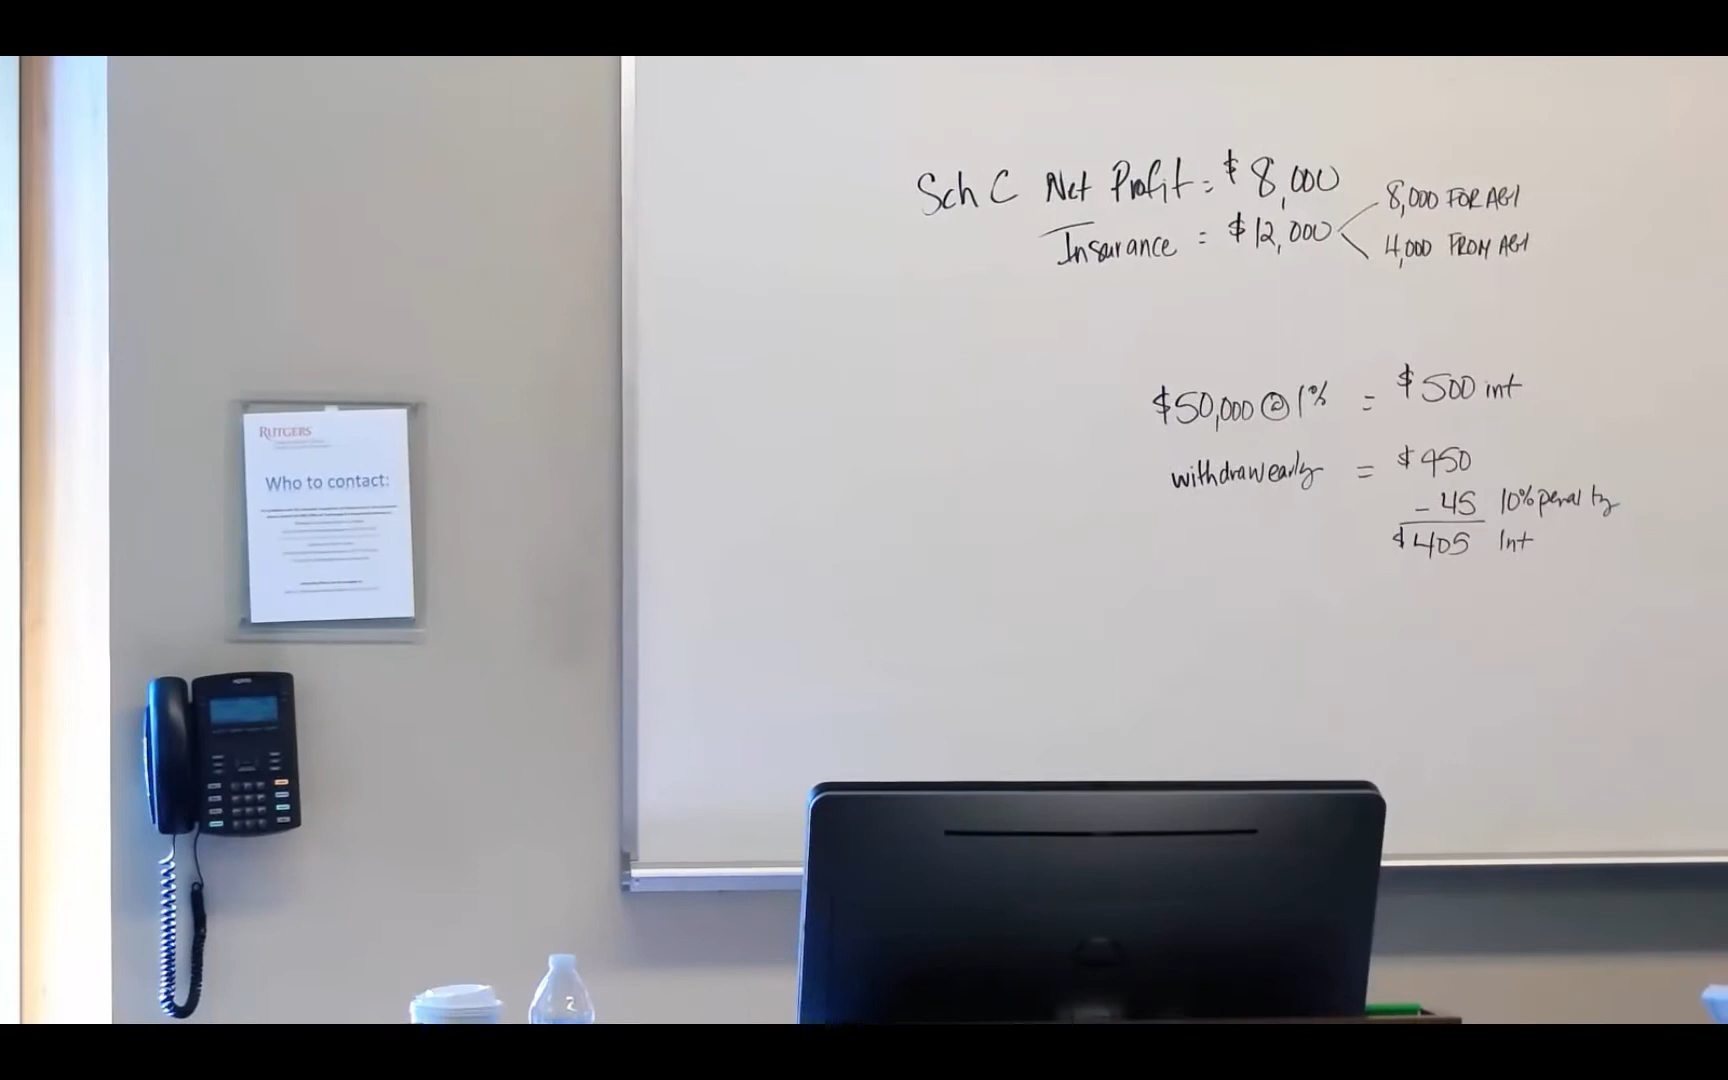 Sch C Net Profit = $ 8,000
Insurance = $ 12,000
8,000 FOR AGI
4,000 FROM AGI
$50,000 @ 1% = $ 500 int
withdraw early = $ 450
- 45 10% penalty
$ 405 Int
RUTGERS
Who to contact: